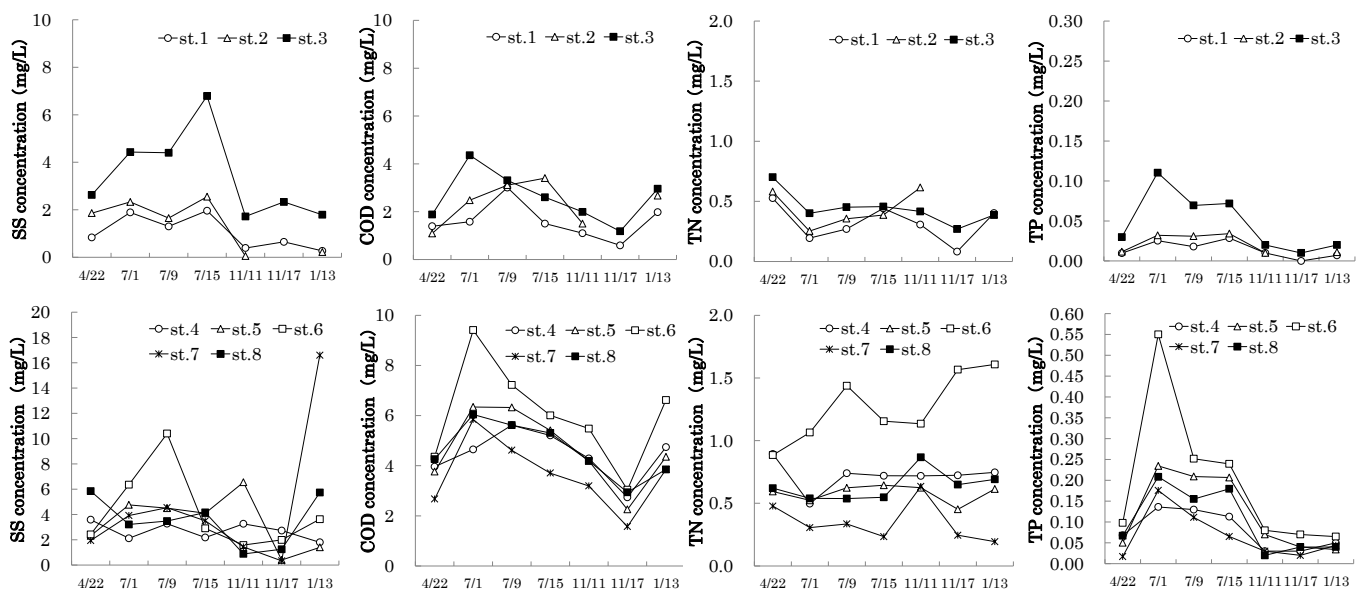 SS concentration (mg/L)
10
8
6
4
2
0
st.1 st.2 st.3
4/22 7/1 7/9 7/15 11/11 11/17 1/13
COD concentration (mg/L)
10
8
6
4
2
0
st.1 st.2 st.3
4/22 7/1 7/9 7/15 11/11 11/17 1/13
TN concentration (mg/L)
2.0
1.5
1.0
0.5
0.0
st.1 st.2 st.3
4/22 7/1 7/9 7/15 11/11 11/17 1/13
TP concentration (mg/L)
0.30
0.25
0.20
0.15
0.10
0.05
0.00
st.1 st.2 st.3
4/22 7/1 7/9 7/15 11/11 11/17 1/13
SS concentration (mg/L)
20
18
16
14
12
10
8
6
4
2
0
st.4 st.5 st.6
st.7 st.8
4/22 7/1 7/9 7/15 11/11 11/17 1/13
COD concentration (mg/L)
10
8
6
4
2
0
st.4 st.5 st.6
st.7 st.8
4/22 7/1 7/9 7/15 11/11 11/17 1/13
TN concentration (mg/L)
2.0
1.5
1.0
0.5
0.0
st.4 st.5 st.6
st.7 st.8
4/22 7/1 7/9 7/15 11/11 11/17 1/13
TP concentration (mg/L)
0.60
0.55
0.50
0.45
0.40
0.35
0.30
0.25
0.20
0.15
0.10
0.05
0.00
st.4 st.5 st.6
st.7 st.8
4/22 7/1 7/9 7/15 11/11 11/17 1/13